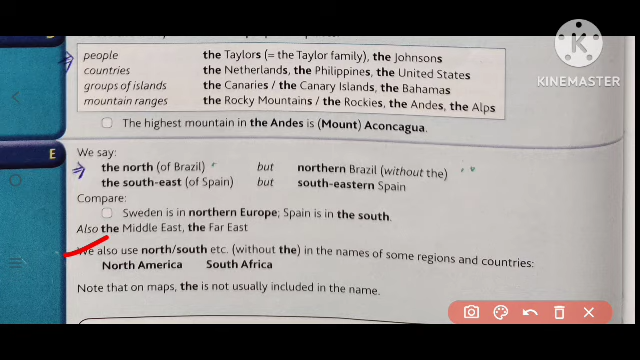 KINEMASTER
people the Taylors (= the Taylor family), the Johnsons
countries the Netherlands, the Philippines, the United States
groups of islands the Canaries / the Canary Islands, the Bahamas
mountain ranges the Rocky Mountains / the Rockies, the Andes, the Alps
The highest mountain in the Andes is (Mount) Aconcagua.
E We say:
the north (of Brazil) but northern Brazil (without the)
the south-east (of Spain) but south-eastern Spain
Compare:
Sweden is in northern Europe; Spain is in the south.
Also the Middle East, the Far East
We also use north/south etc. (without the) in the names of some regions and countries:
North America South Africa
Note that on maps, the is not usually included in the name.